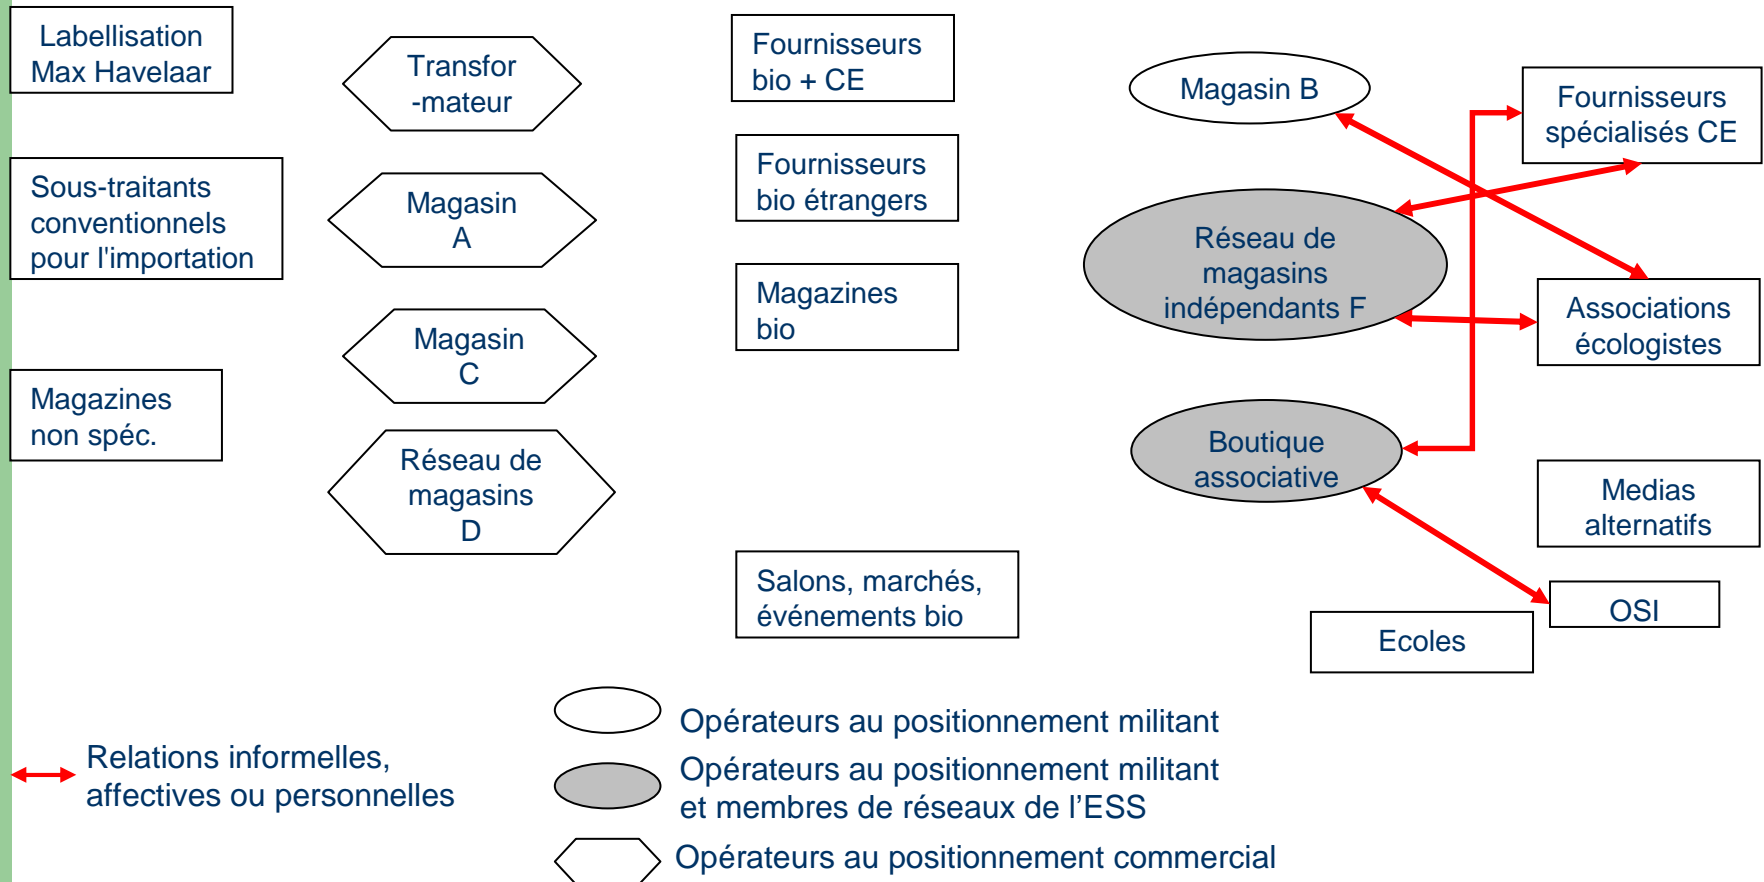 Labellisation
Max Havelaar
Sous-traitants
conventionnels
pour l'importation
Magazines
non spéc.
Transfor
-mateur
Magasin
A
Magasin
C
Réseau de
magasins
D
Fournisseurs
bio + CE
Fournisseurs
bio étrangers
Magazines
bio
Salons, marchés,
événements bio
Magasin B
Réseau de
magasins
indépendants F
Boutique
associative
Fournisseurs
spécialisés CE
Associations
écologistes
Medias
alternatifs
OSI
Ecoles
Relations informelles,
affectives ou personnelles
Opérateurs au positionnement militant
Opérateurs au positionnement militant
et membres de réseaux de l’ESS
Opérateurs au positionnement commercial